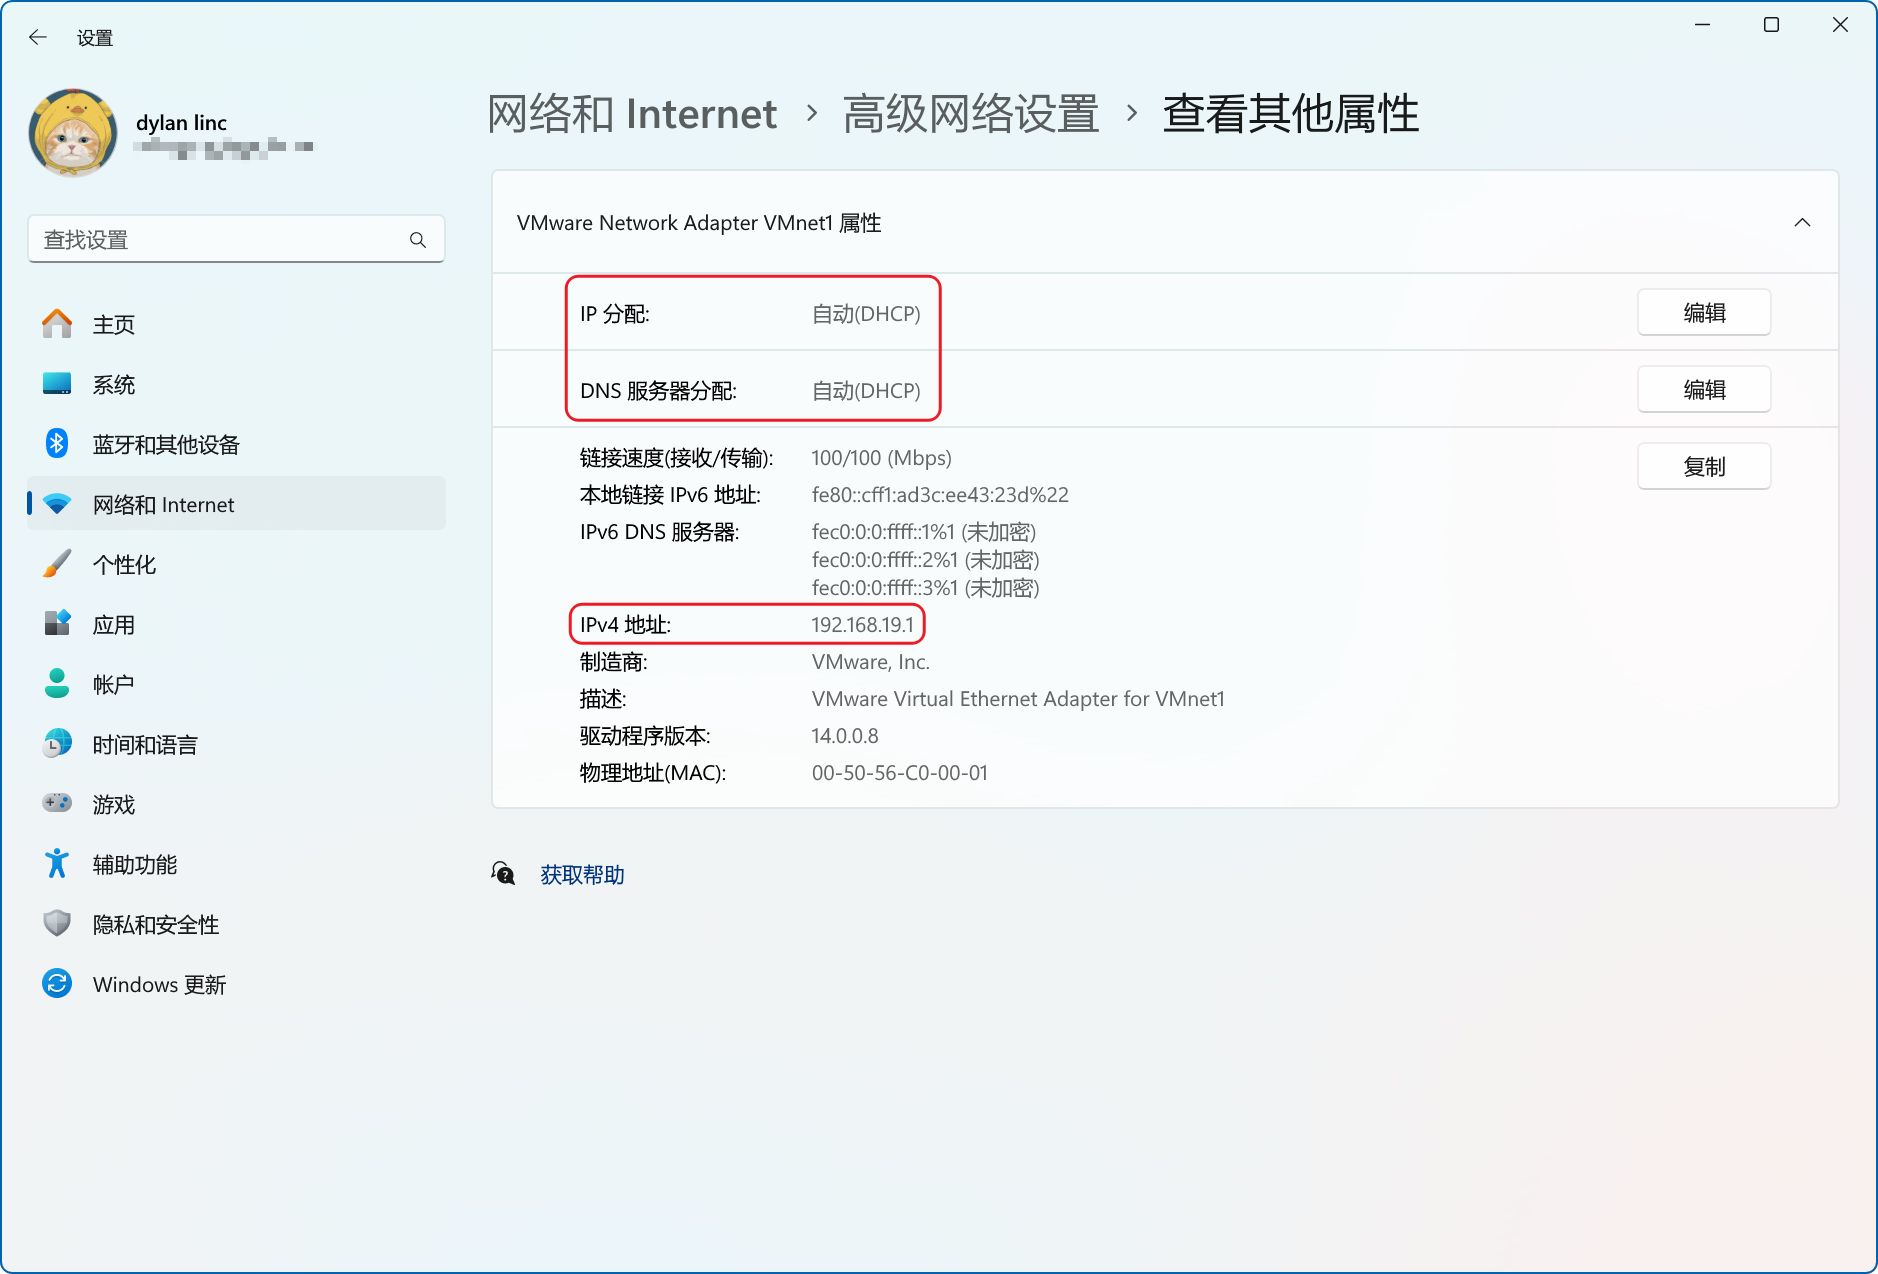 设置
dylan linc
查找设置
主页
系统
蓝牙和其他设备
网络和 Internet
个性化
应用
帐户
时间和语言
游戏
辅助功能
隐私和安全性
Windows 更新
网络和 Internet › 高级网络设置 › 查看其他属性
VMware Network Adapter VMnet1 属性
IP 分配: 自动(DHCP) 编辑
DNS 服务器分配: 自动(DHCP) 编辑
链接速度(接收/传输): 100/100 (Mbps) 复制
本地链接 IPv6 地址: fe80::cff1:ad3c:ee43:23d%22
IPv6 DNS 服务器: fec0:0:0:ffff::1%1 (未加密)
fec0:0:0:ffff::2%1 (未加密)
fec0:0:0:ffff::3%1 (未加密)
IPv4 地址: 192.168.19.1
制造商: VMware, Inc.
描述: VMware Virtual Ethernet Adapter for VMnet1
驱动程序版本: 14.0.0.8
物理地址(MAC): 00-50-56-C0-00-01
获取帮助